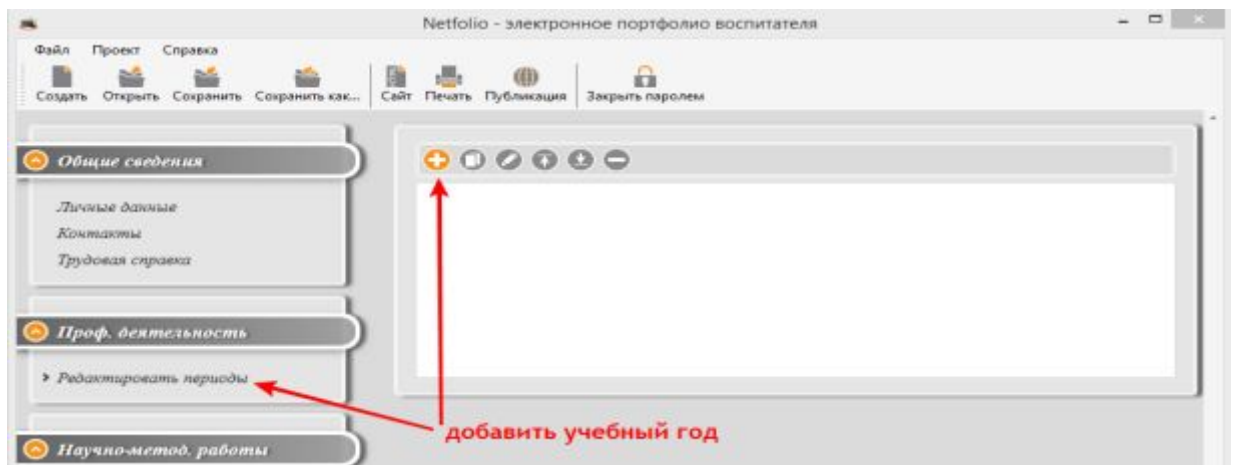 Netfolio - электронное портфолио воспитателя
Файл Проект Справка
Создать Открыть Сохранить Сохранить как... Сайт Печать Публикация Закрыть паролем
Общие сведения
Личные данные
Контакты
Трудовая справка
Проф. деятельность
Редактировать периоды
добавить учебный год
Научно-метод. работы